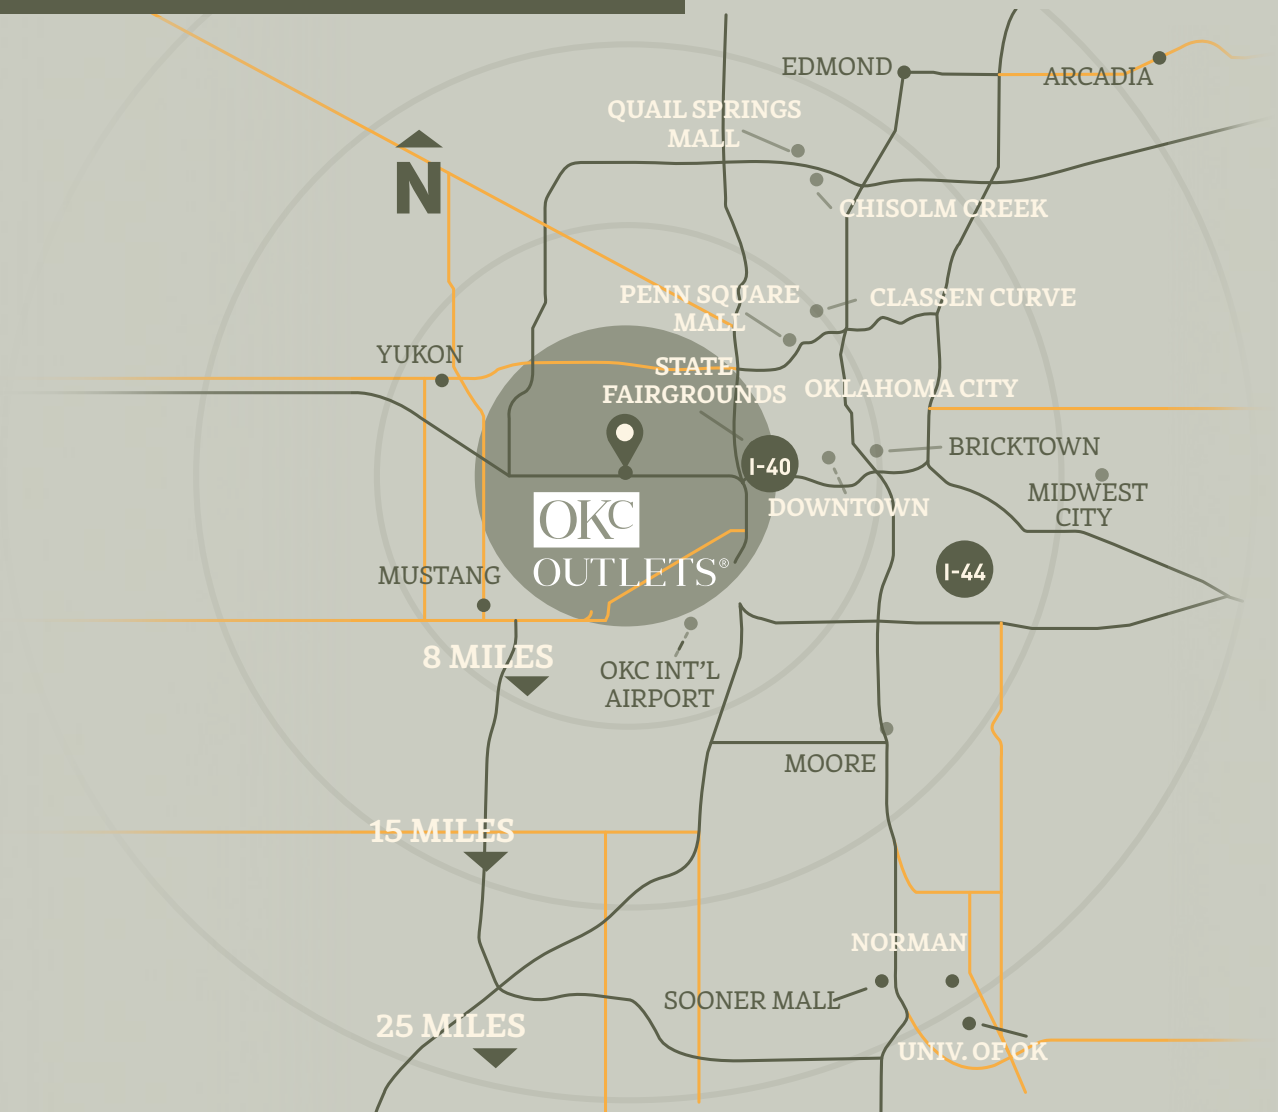 EDMOND
ARCADIA
QUAIL SPRINGS
MALL
N
CHISOLM CREEK
PENN SQUARE
MALL
CLASSEN CURVE
YUKON
STATE
FAIRGROUNDS
OKLAHOMA CITY
BRICKTOWN
I-40
MIDWEST
CITY
DOWNTOWN
OKC
OUTLETS®
MUSTANG
I-44
8 MILES
OKC INT’L
AIRPORT
MOORE
15 MILES
NORMAN
SOONER MALL
25 MILES
UNIV. OF OK